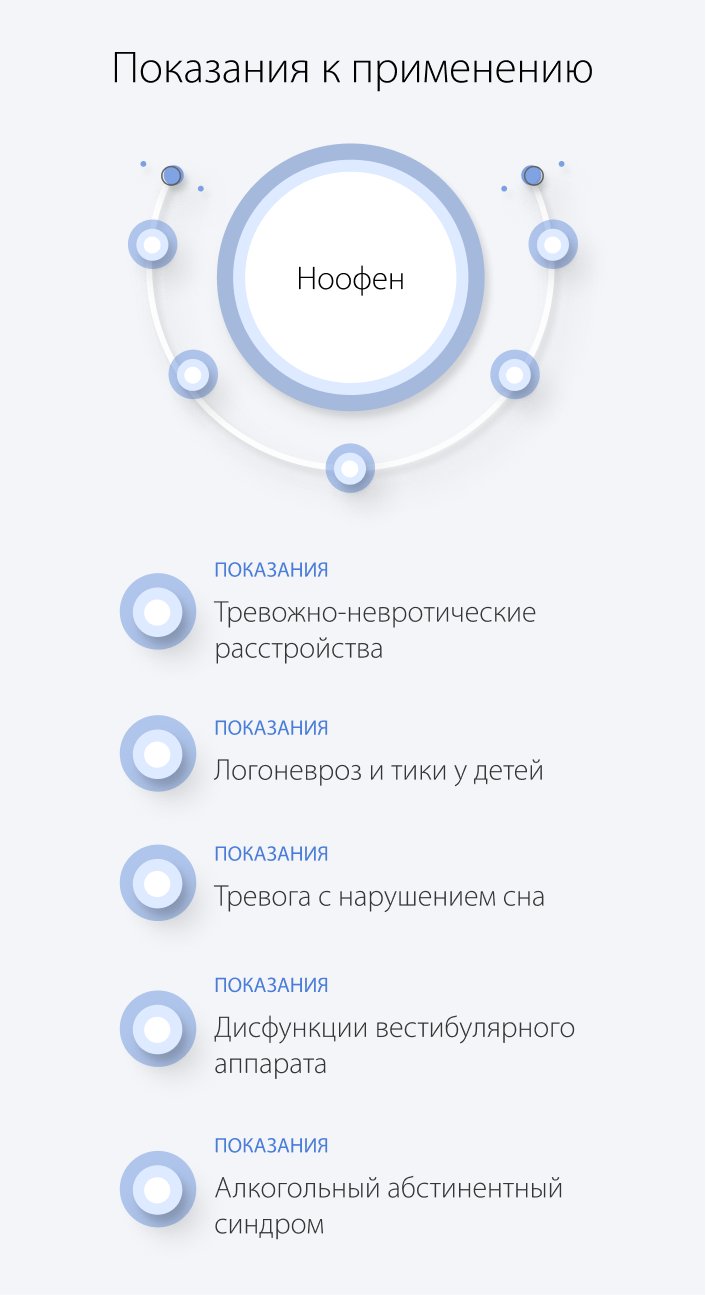 Показания к применению
Ноофен
ПОКАЗАНИЯ
Тревожно-невротические
расстройства
ПОКАЗАНИЯ
Логоневроз и тики у детей
ПОКАЗАНИЯ
Тревога с нарушением сна
ПОКАЗАНИЯ
Дисфункции вестибулярного
аппарата
ПОКАЗАНИЯ
Алкогольный абстинентный
синдром